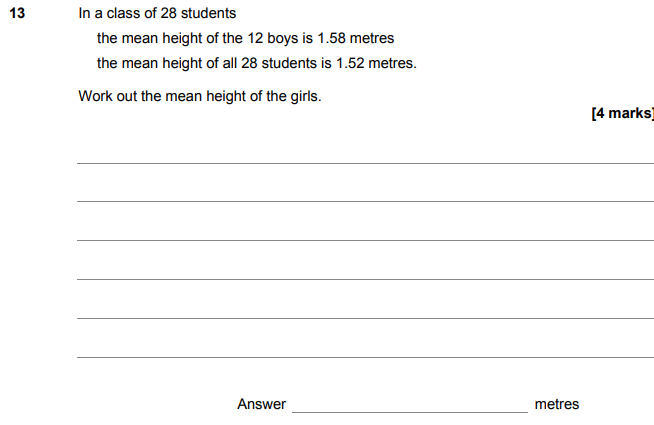 13 In a class of 28 students
the mean height of the 12 boys is 1.58 metres
the mean height of all 28 students is 1.52 metres.
Work out the mean height of the girls.
[4 marks]
Answer metres